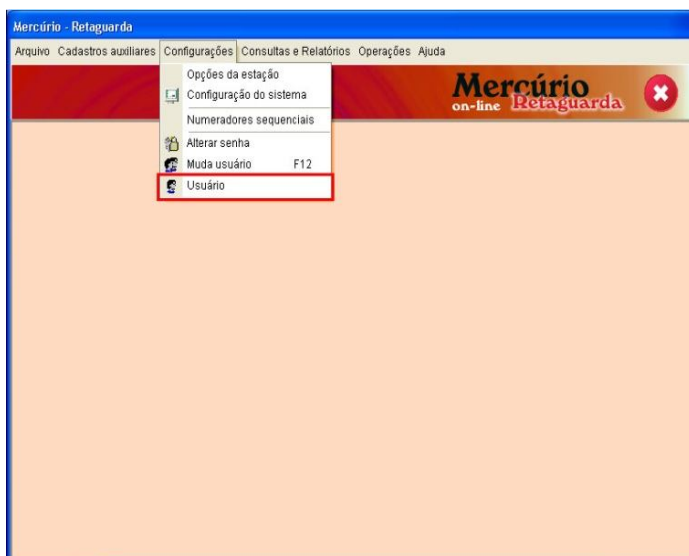 Mercúrio - Retaguarda
Arquivo Cadastros auxiliares Configurações Consultas e Relatórios Operações Ajuda
Opções da estação
Configuração do sistema
Numeradores sequenciais
Alterar senha
Muda usuário F12
Usuário
Mercúrio
on-line Retaguarda